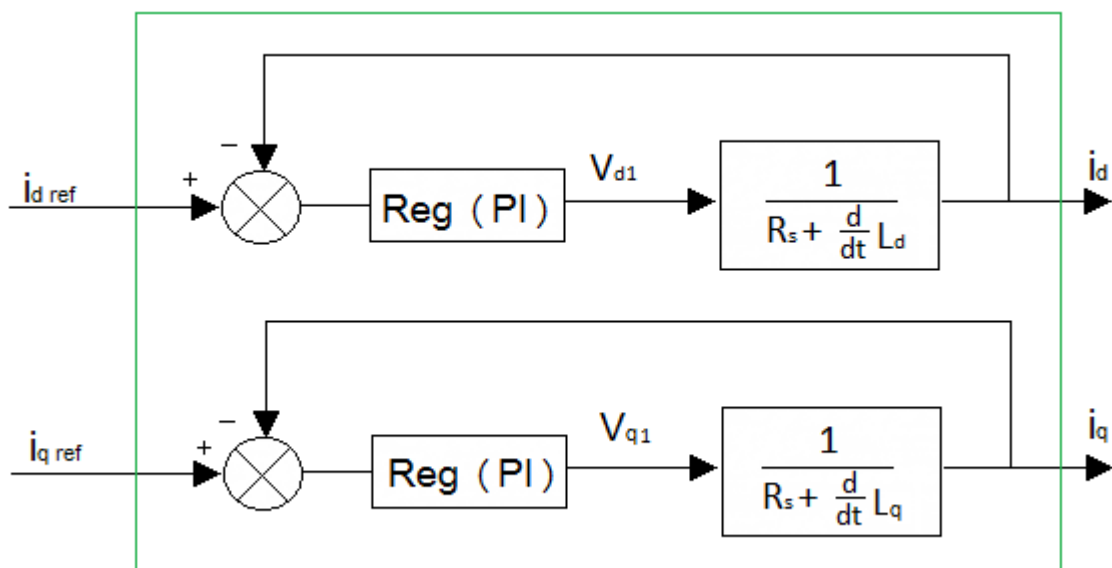 −
i_d ref
+
Reg (PI)
V_d1
1
R_s + d/dt L_d
i_d
−
i_q ref
+
Reg (PI)
V_q1
1
R_s + d/dt L_q
i_q